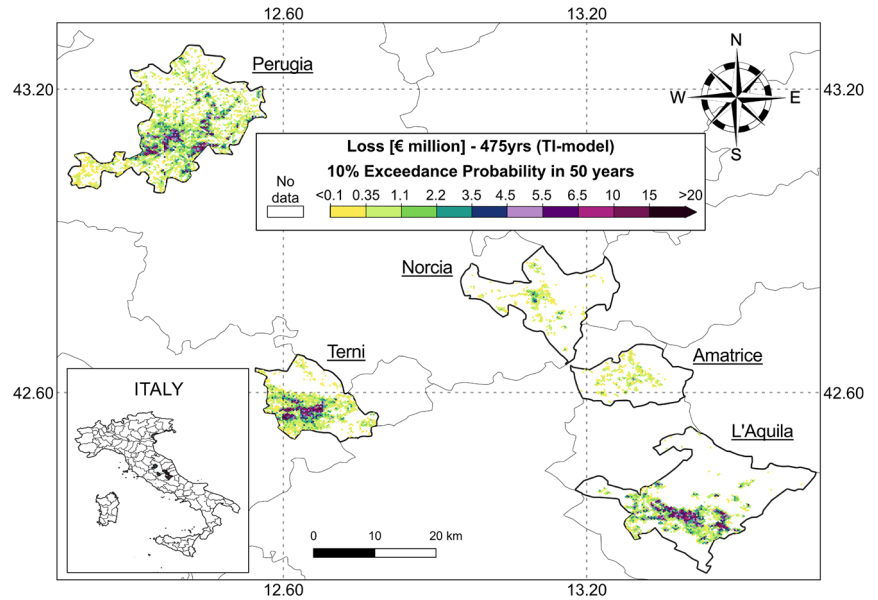 12.60 13.20
43.20 43.20
Perugia
N
W E
S
Loss [€ million] - 475yrs (TI-model)
10% Exceedance Probability in 50 years
No data
<0.1 0.35 1.1 2.2 3.5 4.5 5.5 6.5 10 15 >20
Norcia
Terni
Amatrice
42.60 42.60
ITALY
L'Aquila
0 10 20 km
12.60 13.20